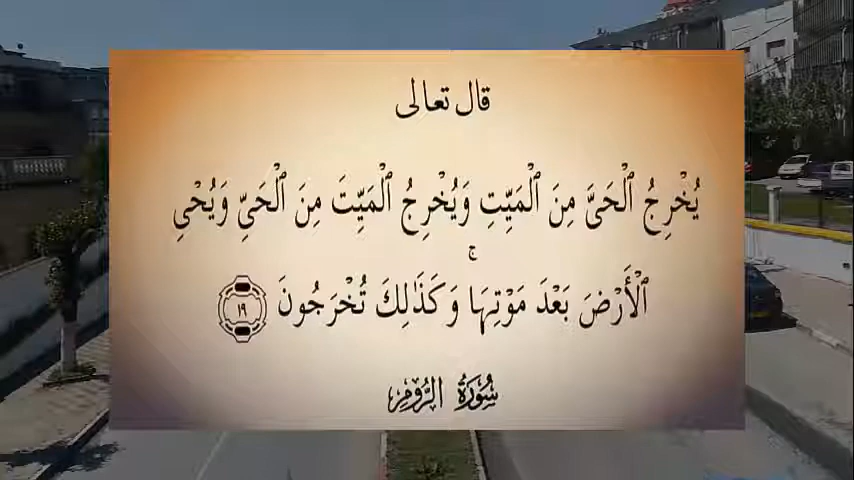 قال تعالى
يُخْرِجُ ٱلْحَىَّ مِنَ ٱلْمَيِّتِ وَيُخْرِجُ ٱلْمَيِّتَ مِنَ ٱلْحَىِّ وَيُحْىِ
ٱلْأَرْضَ بَعْدَ مَوْتِهَا ۚ وَكَذَٰلِكَ تُخْرَجُونَ ١٩
سُورَةُ الرُّومِ